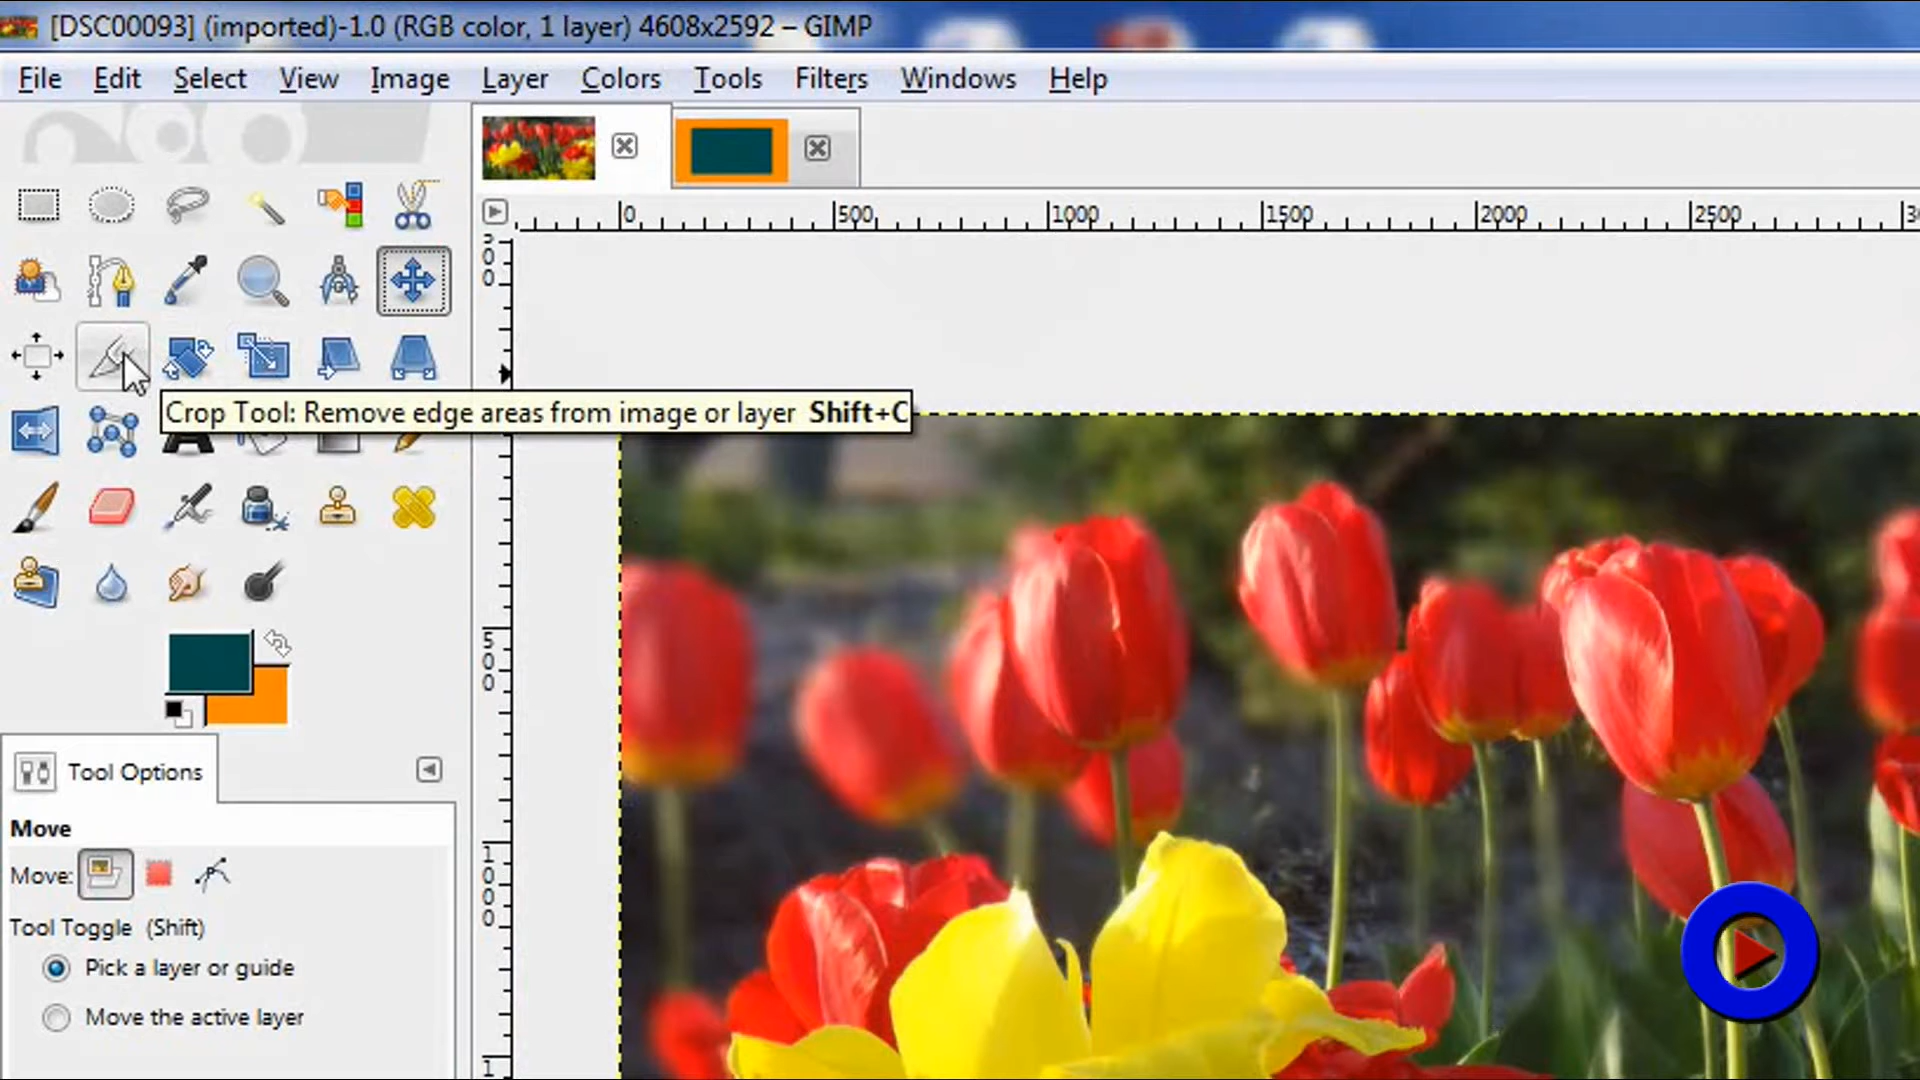 [DSC00093] (imported)-1.0 (RGB color, 1 layer) 4608x2592 – GIMP
File Edit Select View Image Layer Colors Tools Filters Windows Help
0 500 1000 1500 2000 2500
Crop Tool: Remove edge areas from image or layer Shift+C
500
1000
Tool Options
Move
Move:
Tool Toggle (Shift)
Pick a layer or guide
Move the active layer